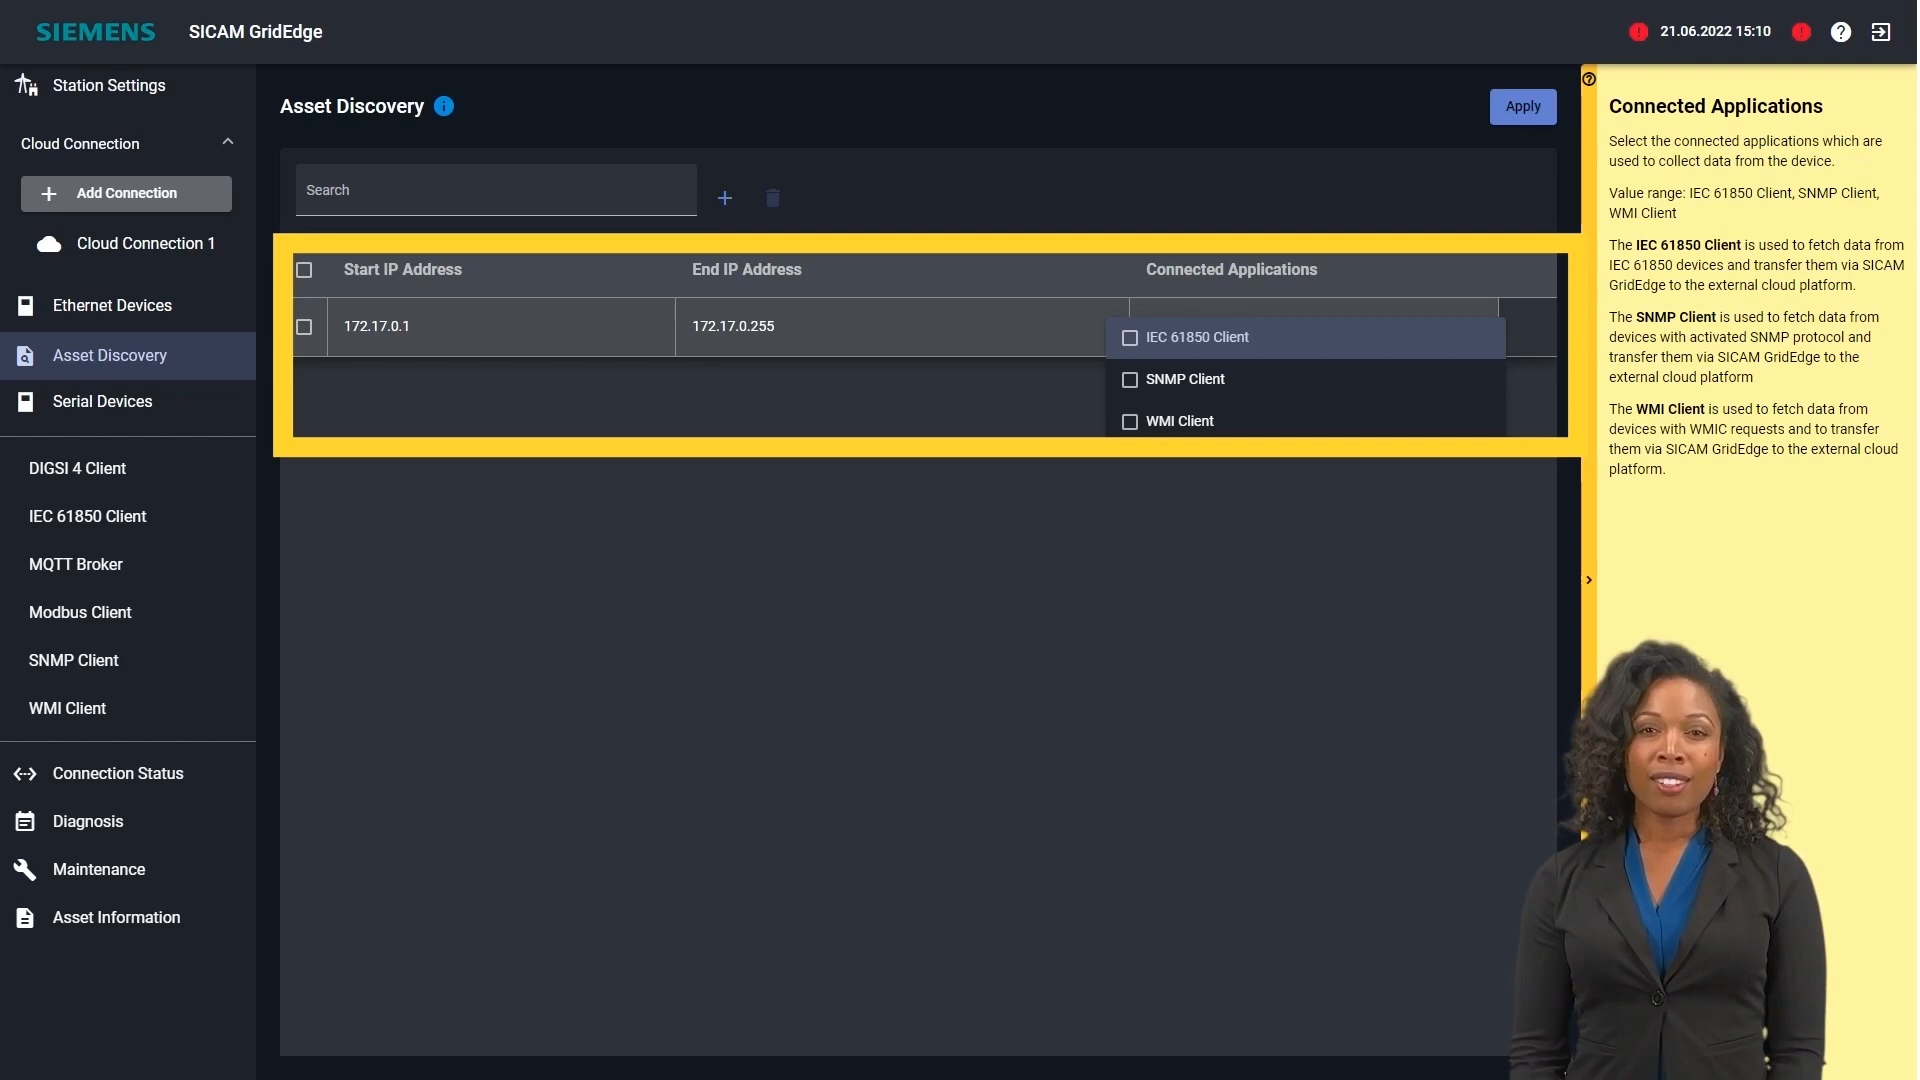 SIEMENS
SICAM GridEdge
21.06.2022 15:10
Station Settings
Cloud Connection
Add Connection
Cloud Connection 1
Ethernet Devices
Asset Discovery
Serial Devices
DIGSI 4 Client
IEC 61850 Client
MQTT Broker
Modbus Client
SNMP Client
WMI Client
Connection Status
Diagnosis
Maintenance
Asset Information
Asset Discovery
Apply
Search
Start IP Address End IP Address Connected Applications
172.17.0.1 172.17.0.255
IEC 61850 Client
SNMP Client
WMI Client
Connected Applications
Select the connected applications which are
used to collect data from the device.
Value range: IEC 61850 Client, SNMP Client,
WMI Client
The IEC 61850 Client is used to fetch data from
IEC 61850 devices and transfer them via SICAM
GridEdge to the external cloud platform.
The SNMP Client is used to fetch data from
devices with activated SNMP protocol and
transfer them via SICAM GridEdge to the
external cloud platform
The WMI Client is used to fetch data from
devices with WMIC requests and to transfer
them via SICAM GridEdge to the external cloud
platform.